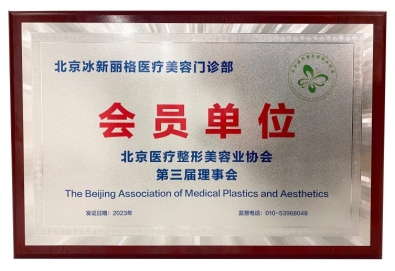 北京冰新丽格医疗美容门诊部
会员单位
北京医疗整形美容业协会
第三届理事会
The Beijing Association of Medical Plastics and Aesthetics
发证日期：2023年
监督电话：010-53968048